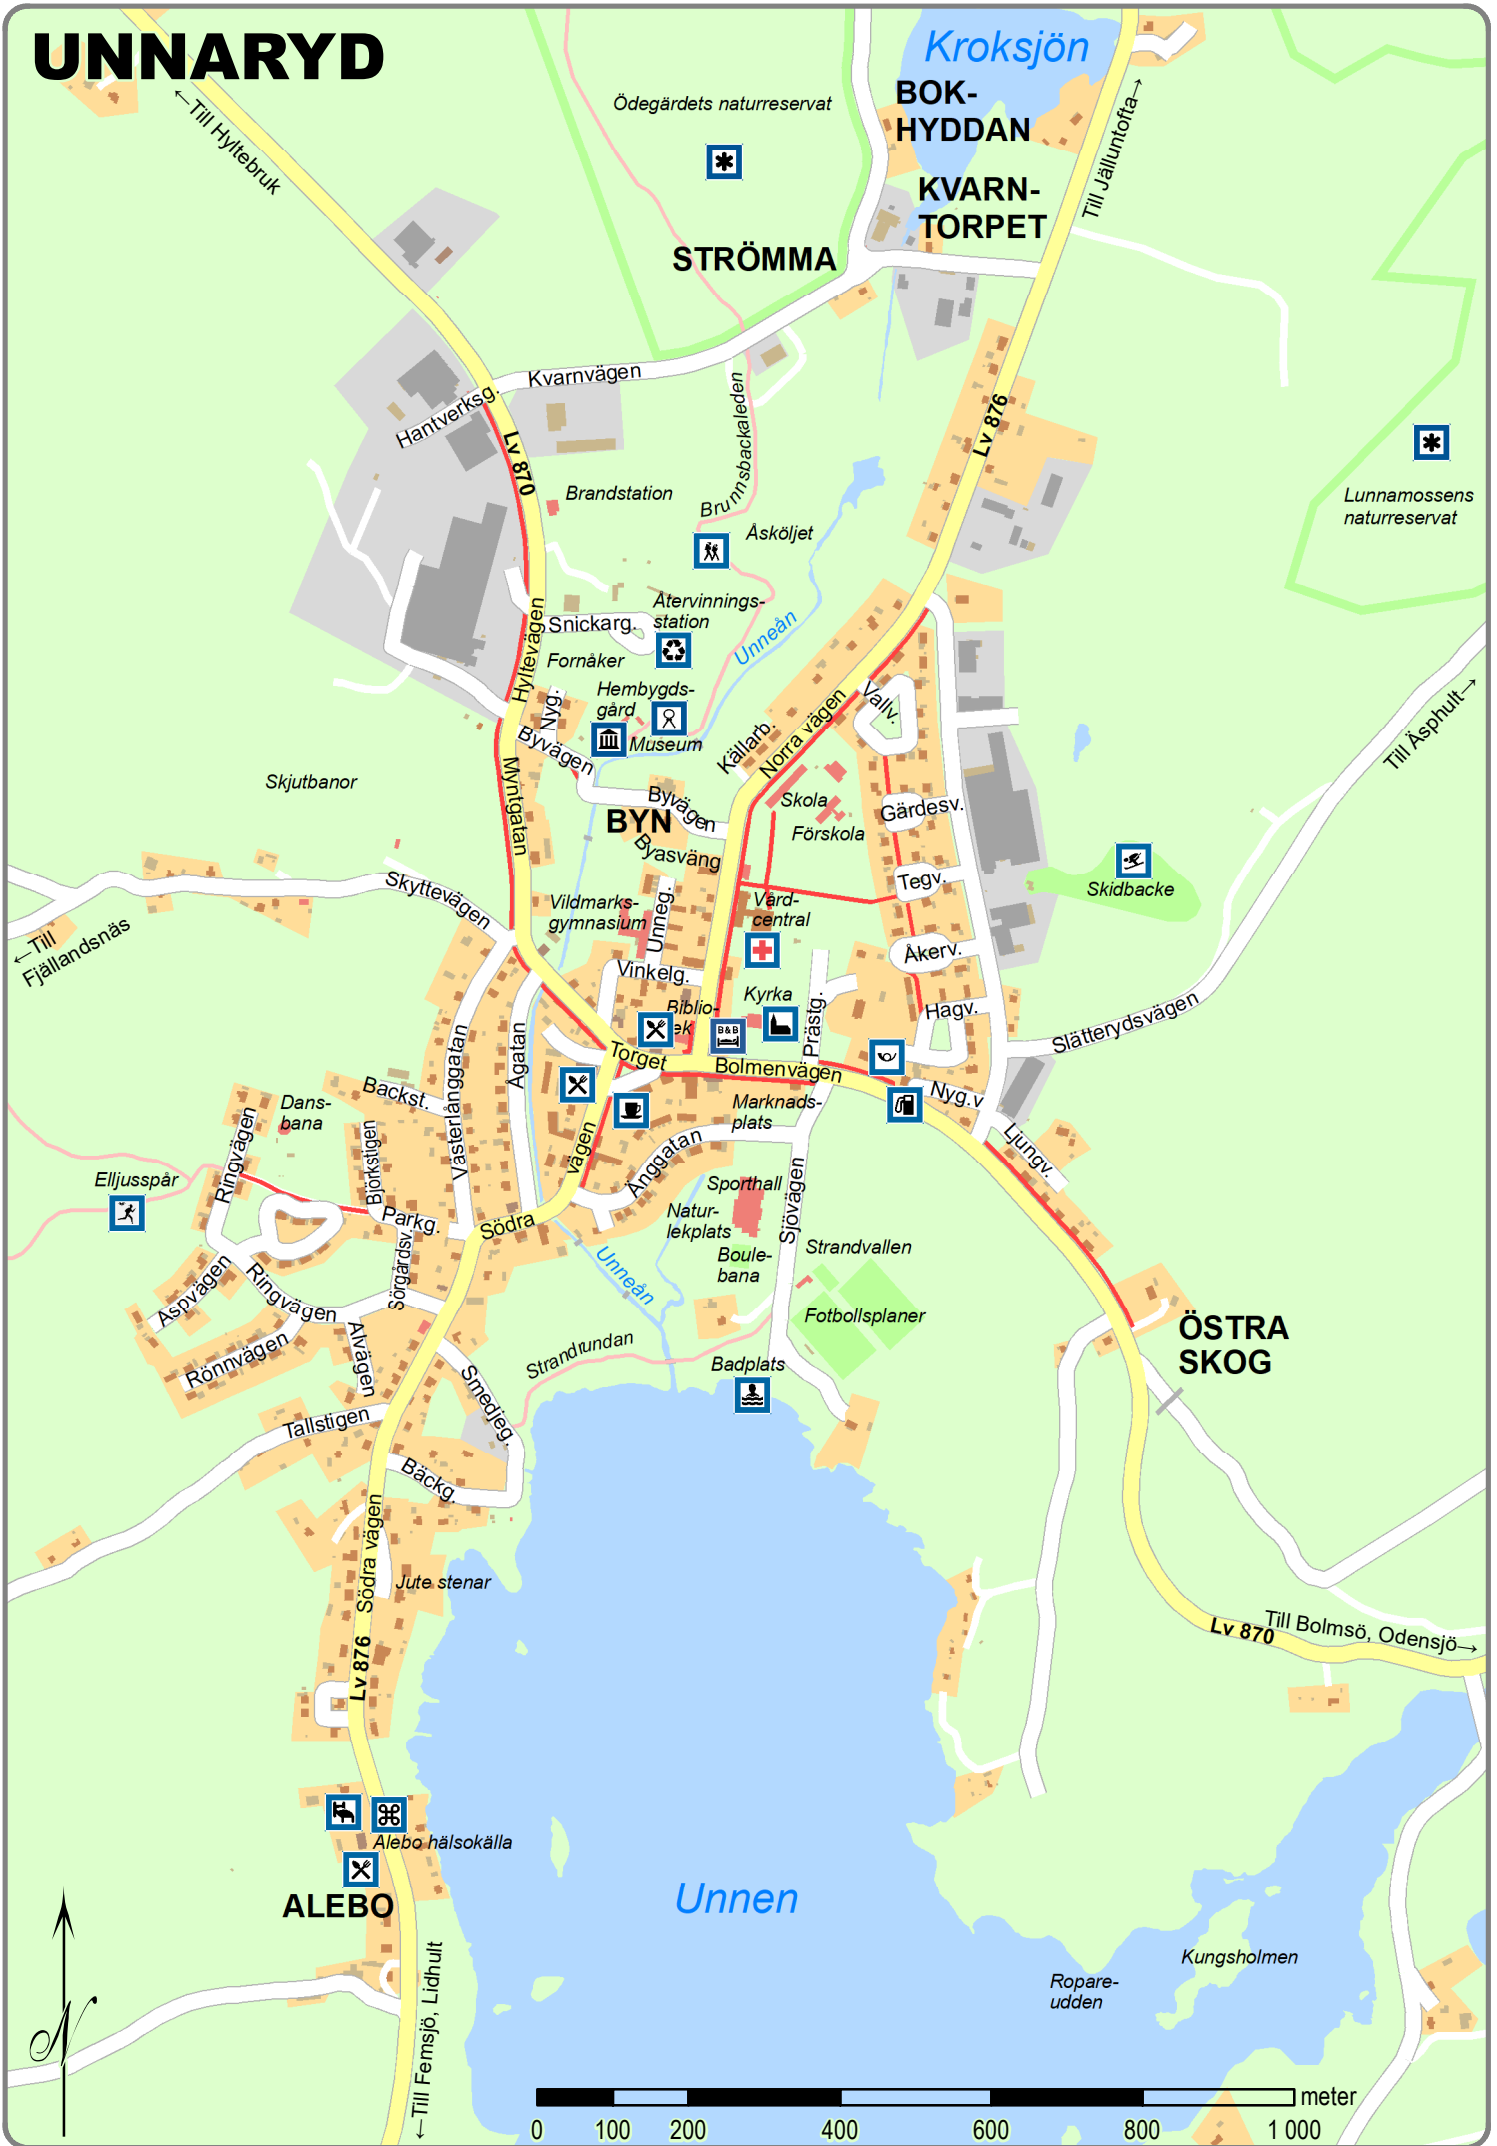 UNNARYD
Kroksjön
BOK-
HYDDAN
←Till Hyltebruk
Ödegärdets naturreservat
Till Jälluntofta→
KVARN-
TORPET
STRÖMMA
Kvarnvägen
Hantverksg.
Lv 870
Lv 876
Brunnsbackaleden
Brandstation
Lunnamossens
naturreservat
Åsköljet
Återvinnings-
station
Snickarg.
Unneån
Hyltevägen
Fornåker
Hembygds-
gård
Nyg.
Museum
Byvägen
Källarb.
Norra vägen
Vallv.
Till Äsphult→
Skjutbanor
Myntgatan
Byvägen
BYN
Skola
Förskola
Gärdesv.
Byasväng
Skyttevägen
Vildmarks-
gymnasium
Unneg.
Vård-
central
Tegv.
Skidbacke
←Till
Fjällandsnäs
Vinkelg.
Åkerv.
Kyrka
Biblio-
ek
B&B
Prästg.
Hagv.
Slätterydsvägen
Torget
Bolmenvägen
Ågatan
Västerlånggatan
Backst.
Nyg.v
Marknads-
plats
Dans-
bana
Ringvägen
Björkstigen
vägen
Änggatan
Ljungv.
Elljusspår
Sporthall
Natur-
lekplats
Sjövägen
Parkg.
Södra
Sörgårdsv
Boule-
bana
Strandvallen
Unneån
Aspvägen
Ringvägen
Fotbollsplaner
ÖSTRA
SKOG
Rönnvägen
Alvägen
Strandrundan
Badplats
Smedjeg.
Tallstigen
Bäckg.
Södra vägen
Jute stenar
Lv 870
Till Bolmsö, Odensjö→
Lv 876
Alebo hälsokälla
ALEBO
Unnen
Kungsholmen
Ropare-
udden
←Till Femsjö, Lidhult
N
meter
0 100 200 400 600 800 1 000